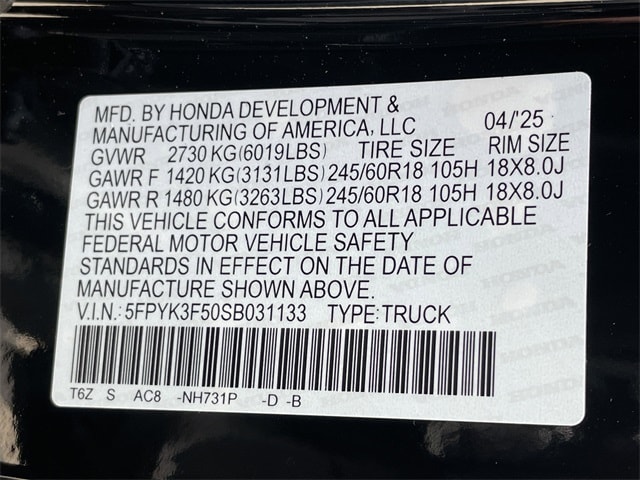 MFD. BY HONDA DEVELOPMENT &
MANUFACTURING OF AMERICA, LLC 04/'25
GVWR 2730 KG(6019LBS) TIRE SIZE RIM SIZE
GAWR F 1420 KG(3131LBS) 245/60R18 105H 18X8.0J
GAWR R 1480 KG(3263LBS) 245/60R18 105H 18X8.0J
THIS VEHICLE CONFORMS TO ALL APPLICABLE
FEDERAL MOTOR VEHICLE SAFETY
STANDARDS IN EFFECT ON THE DATE OF
MANUFACTURE SHOWN ABOVE.
V.I.N.:5FPYK3F50SB031133 TYPE:TRUCK
T6Z S AC8 -NH731P -D -B